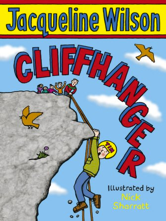 Jacqueline Wilson
CLIFFHANGER
Illustrated by
Nick
Sharratt